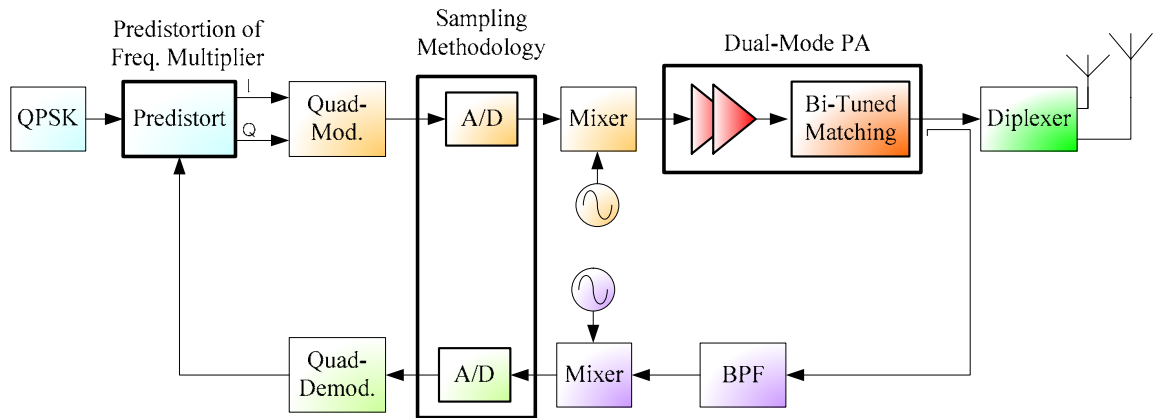 Predistortion of
Freq. Multiplier
Sampling
Methodology
Dual-Mode PA
QPSK
Predistort
I
Q
Quad-
Mod.
A/D
Mixer
Bi-Tuned
Matching
Diplexer
Quad-
Demod.
A/D
Mixer
BPF